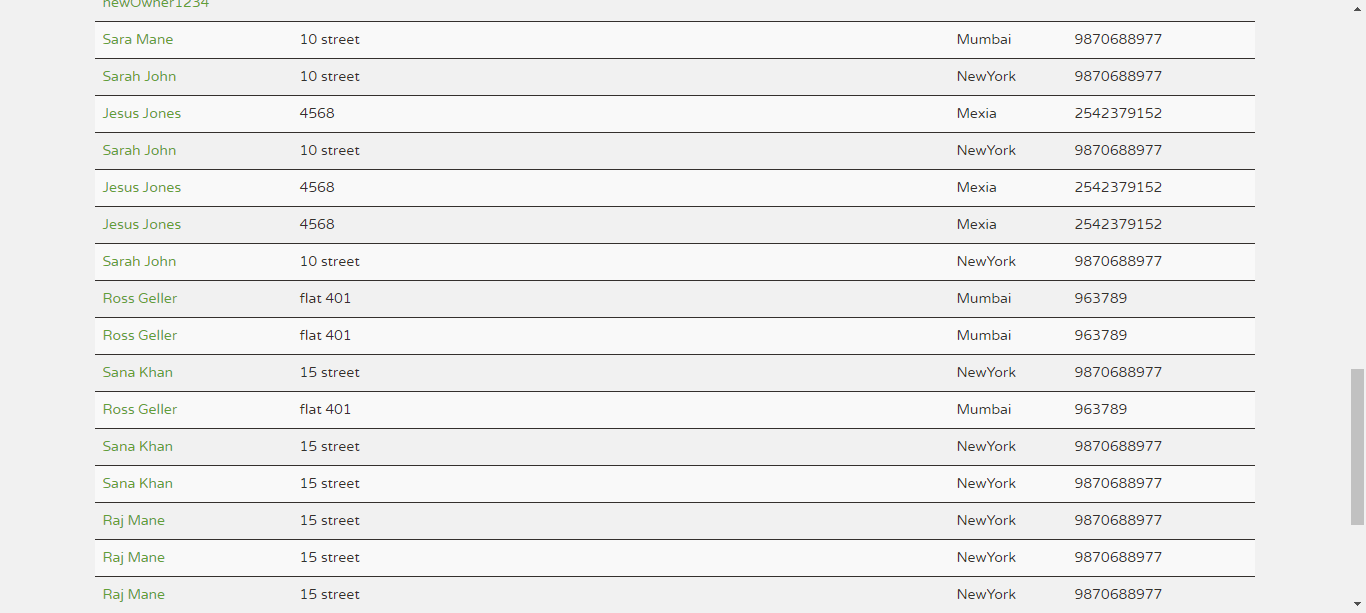 newOwner1234
Sara Mane 10 street Mumbai 9870688977
Sarah John 10 street NewYork 9870688977
Jesus Jones 4568 Mexia 2542379152
Sarah John 10 street NewYork 9870688977
Jesus Jones 4568 Mexia 2542379152
Jesus Jones 4568 Mexia 2542379152
Sarah John 10 street NewYork 9870688977
Ross Geller flat 401 Mumbai 963789
Ross Geller flat 401 Mumbai 963789
Sana Khan 15 street NewYork 9870688977
Ross Geller flat 401 Mumbai 963789
Sana Khan 15 street NewYork 9870688977
Sana Khan 15 street NewYork 9870688977
Raj Mane 15 street NewYork 9870688977
Raj Mane 15 street NewYork 9870688977
Raj Mane 15 street NewYork 9870688977